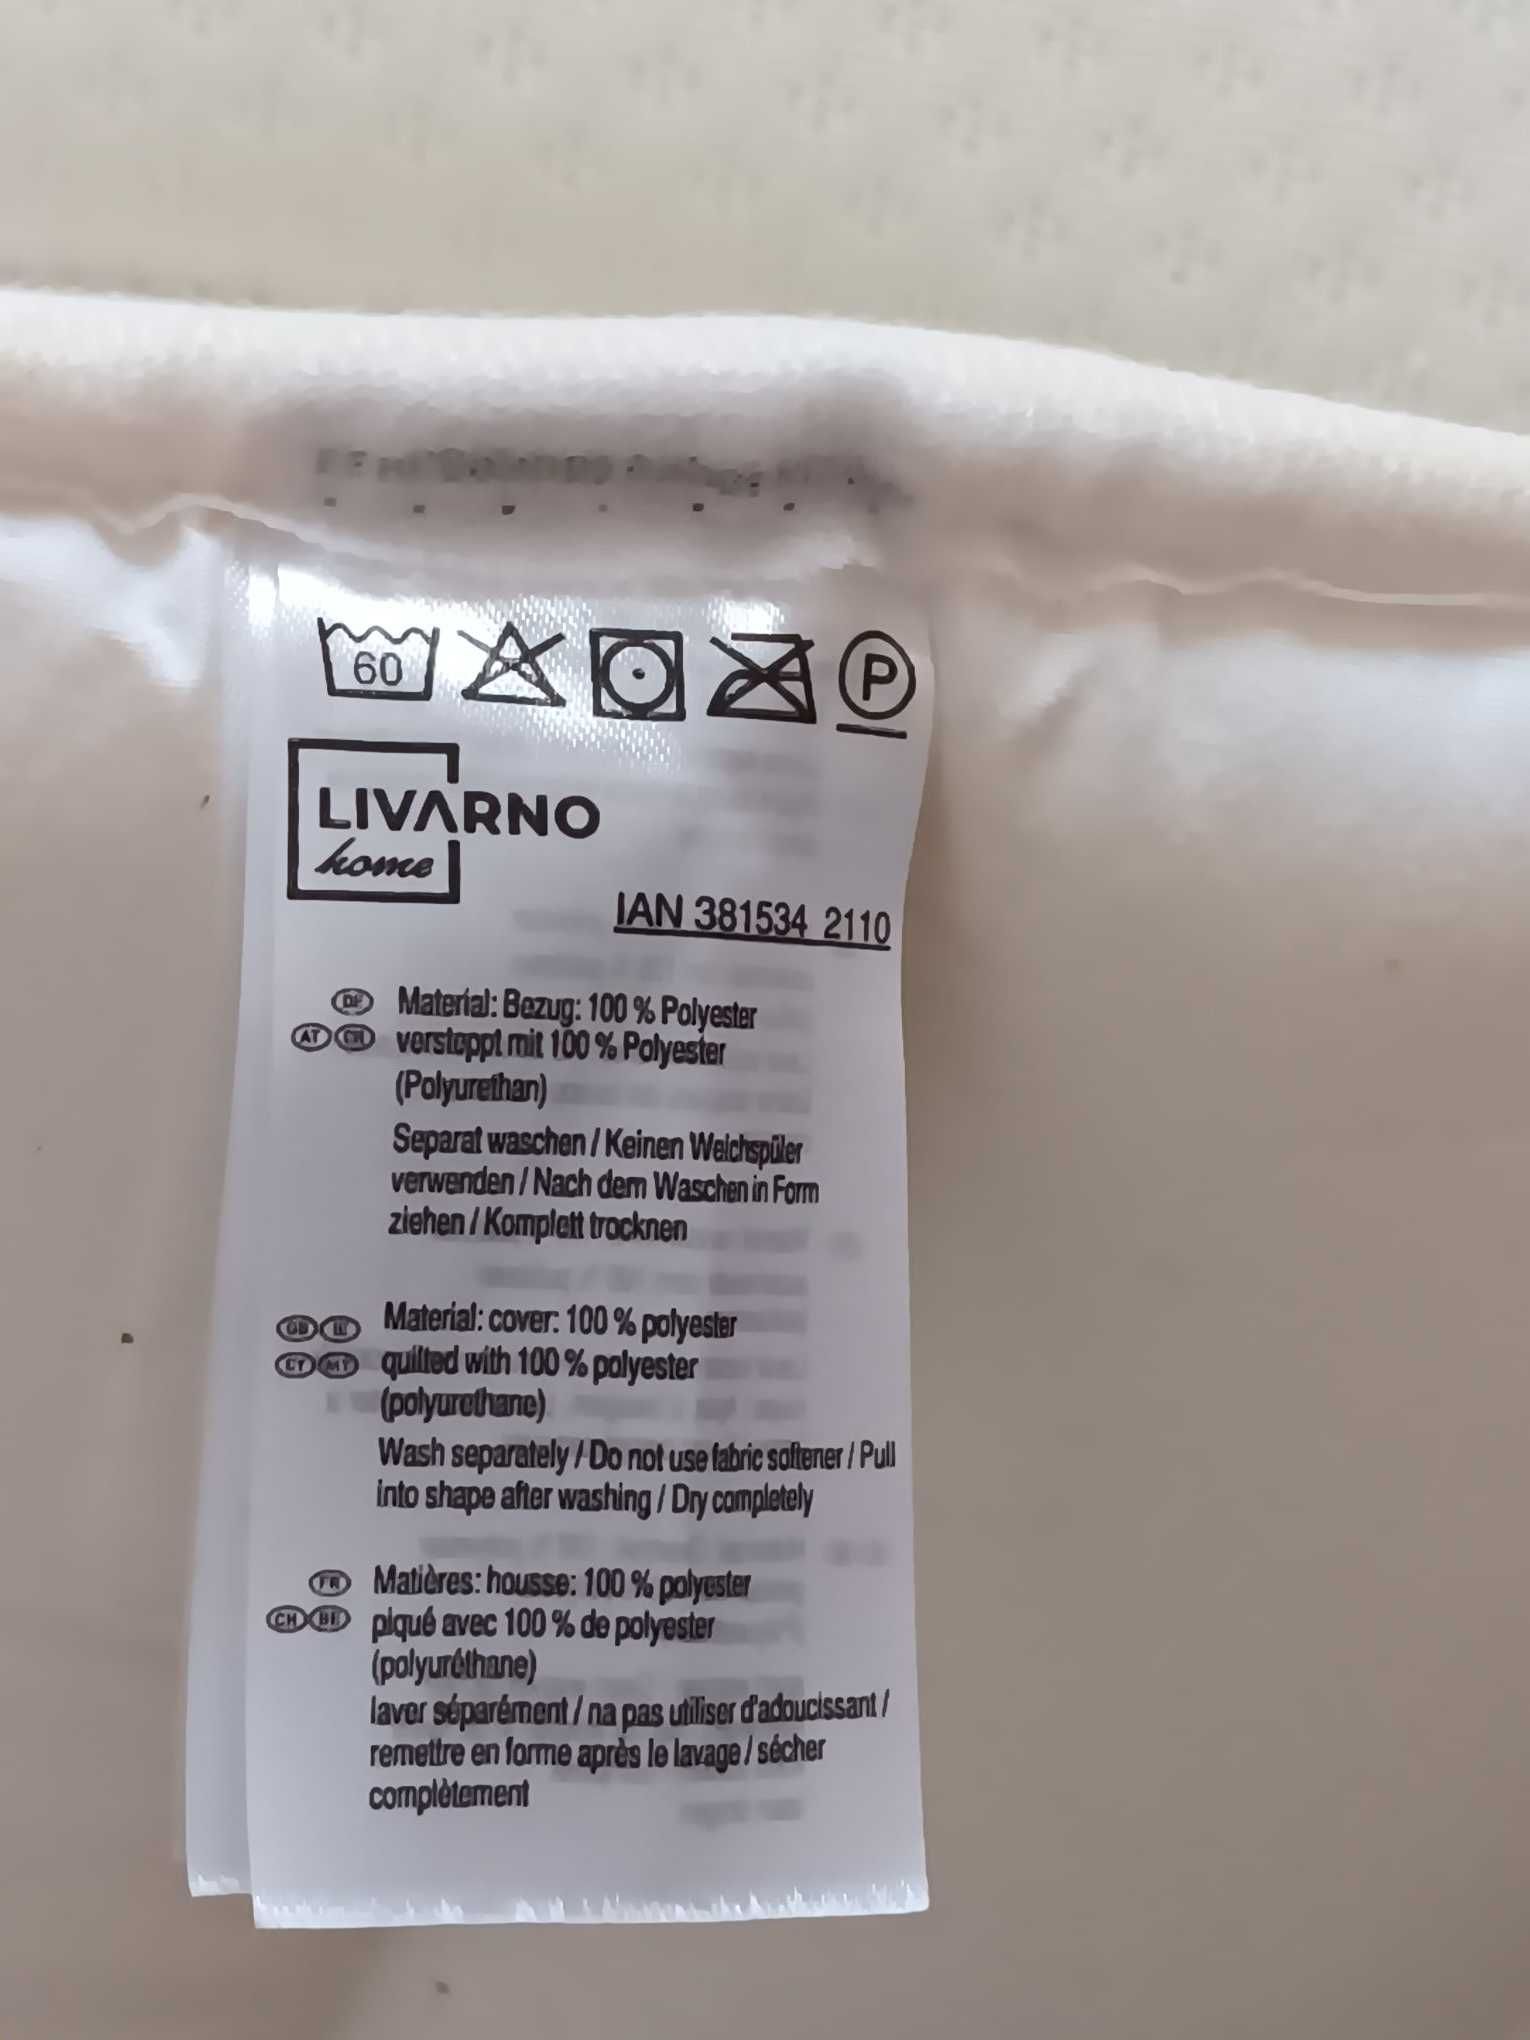 60
P
LIVARNO
home
IAN 381534 2110
DE Material: Bezug: 100 % Polyester
AT CH versteppt mit 100 % Polyester
(Polyurethan)
Separat waschen / Keinen Weichspüler
verwenden / Nach dem Waschen in Form
ziehen / Komplett trocknen
GB IE Material: cover: 100 % polyester
CY MT quilted with 100 % polyester
(polyurethane)
Wash separately / Do not use fabric softener / Pull
into shape after washing / Dry completely
FR Matières: housse: 100 % polyester
CH BE piqué avec 100 % de polyester
(polyuréthane)
laver séparément / na pas utiliser d'adoucissant /
remettre en forme après le lavage / sécher
complètement